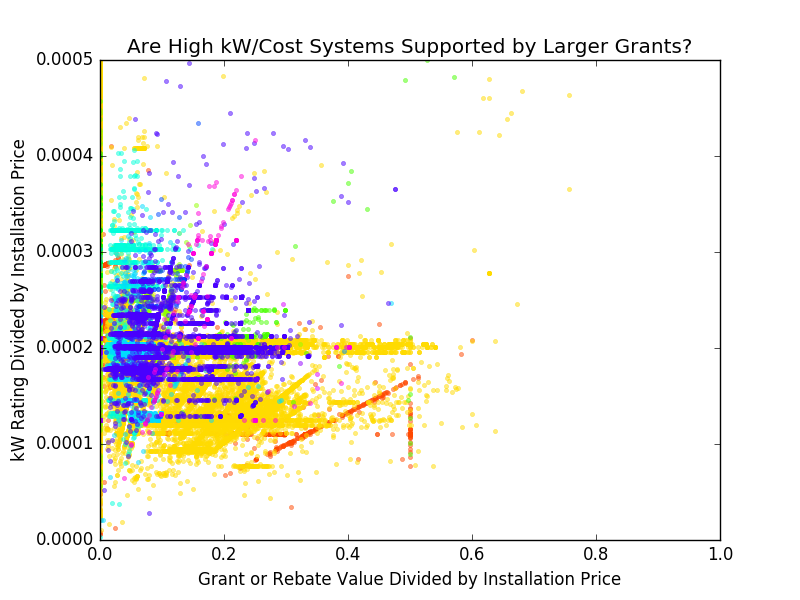 Are High kW/Cost Systems Supported by Larger Grants?
0.0005
0.0004
0.0003
0.0002
0.0001
0.0000
kW Rating Divided by Installation Price
0.0 0.2 0.4 0.6 0.8 1.0
Grant or Rebate Value Divided by Installation Price